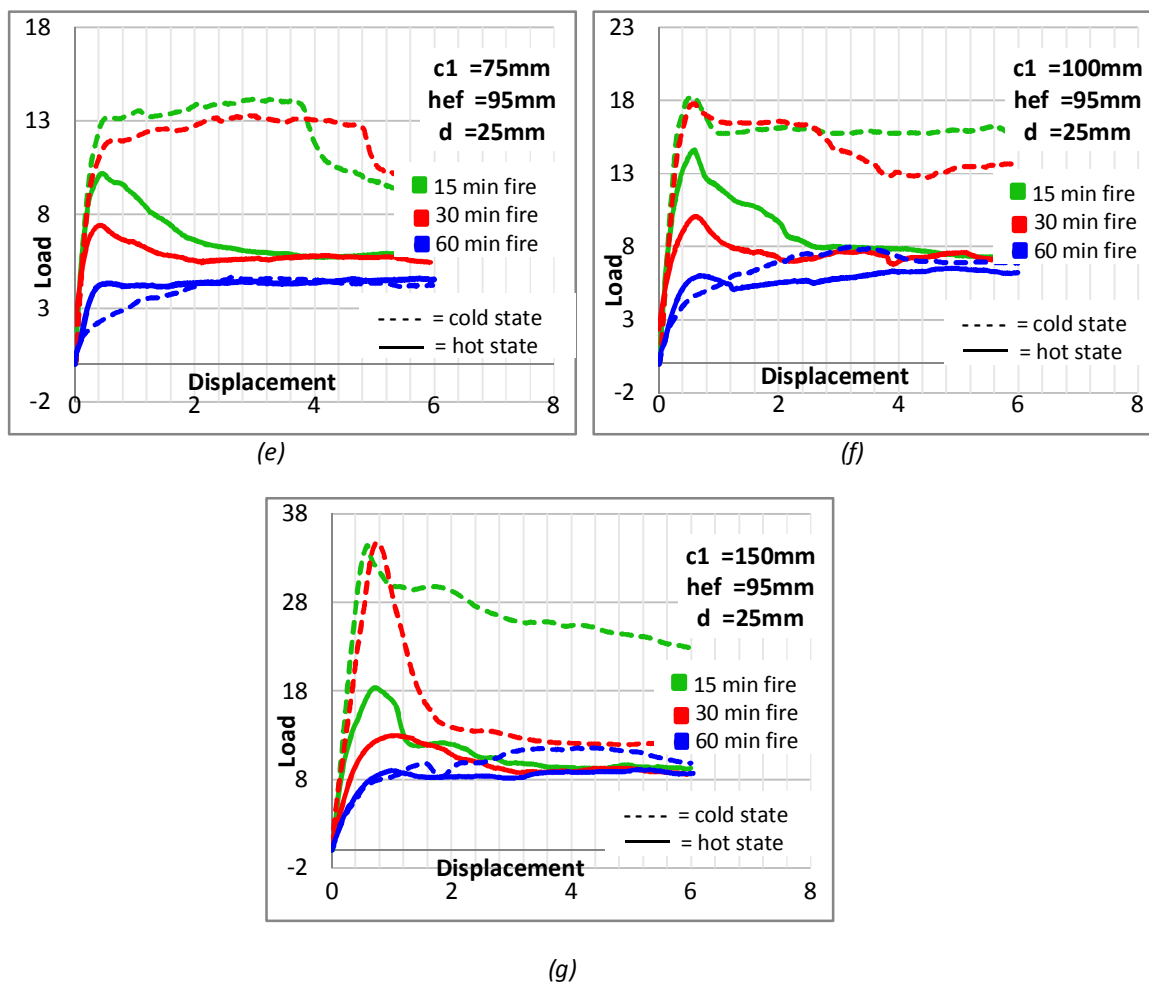 18
13
8
3
-2
Load
c1 =75mm
hef =95mm
d =25mm
15 min fire
30 min fire
60 min fire
= cold state
= hot state
Displacement
0 2 4 6 8
(e)
23
18
13
8
3
-2
Load
c1 =100mm
hef =95mm
d =25mm
15 min fire
30 min fire
60 min fire
= cold state
= hot state
Displacement
0 2 4 6 8
(f)
38
28
18
8
-2
Load
c1 =150mm
hef =95mm
d =25mm
15 min fire
30 min fire
60 min fire
= cold state
= hot state
Displacement
0 2 4 6 8
(g)